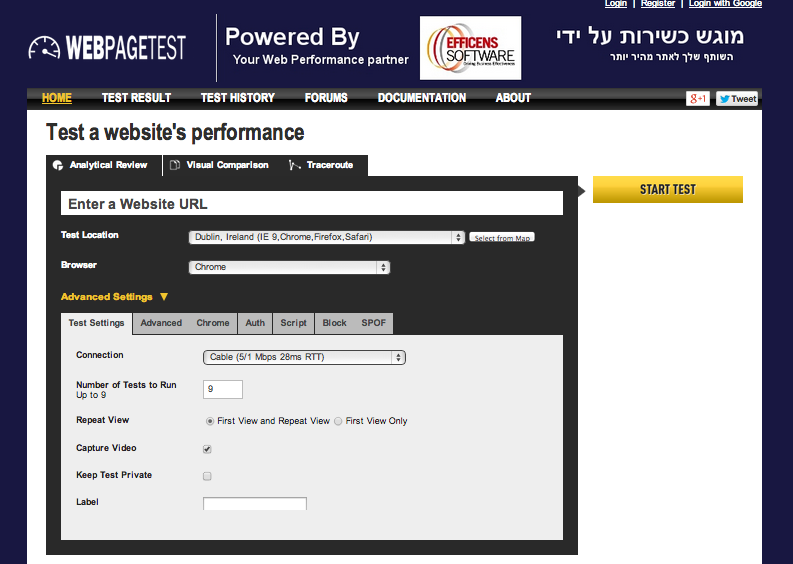 Login | Register | Login with Google
WEBPAGETEST
Powered By
Your Web Performance partner
EFFICENS
SOFTWARE
Driving Business Effectiveness
מוגש כשירות על ידי
השותף שלך לאתר מהיר יותר
HOME TEST RESULT TEST HISTORY FORUMS DOCUMENTATION ABOUT
g+1 Tweet
Test a website's performance
Analytical Review Visual Comparison Traceroute
START TEST
Enter a Website URL
Test Location Dublin, Ireland (IE 9,Chrome,Firefox,Safari) Select from Map
Browser Chrome
Advanced Settings ▼
Test Settings Advanced Chrome Auth Script Block SPOF
Connection Cable (5/1 Mbps 28ms RTT)
Number of Tests to Run
Up to 9
9
Repeat View First View and Repeat View First View Only
Capture Video
Keep Test Private
Label